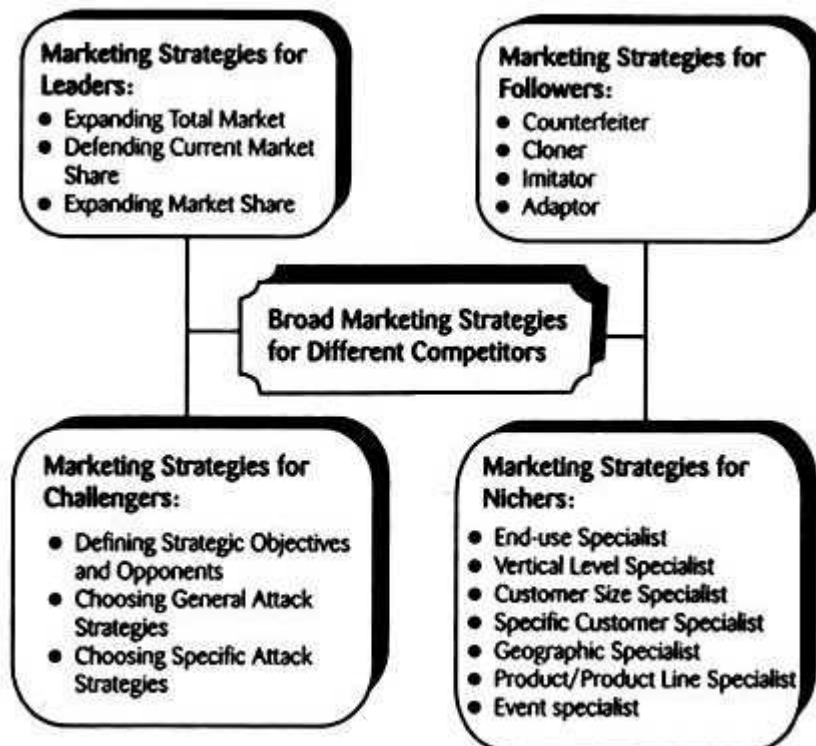 Marketing Strategies for
Leaders:
● Expanding Total Market
● Defending Current Market
Share
● Expanding Market Share
Marketing Strategies for
Followers:
● Counterfeiter
● Cloner
● Imitator
● Adaptor
Broad Marketing Strategies
for Different Competitors
Marketing Strategies for
Challengers:
● Defining Strategic Objectives
and Opponents
● Choosing General Attack
Strategies
● Choosing Specific Attack
Strategies
Marketing Strategies for
Nichers:
● End-use Specialist
● Vertical Level Specialist
● Customer Size Specialist
● Specific Customer Specialist
● Geographic Specialist
● Product/Product Line Specialist
● Event specialist